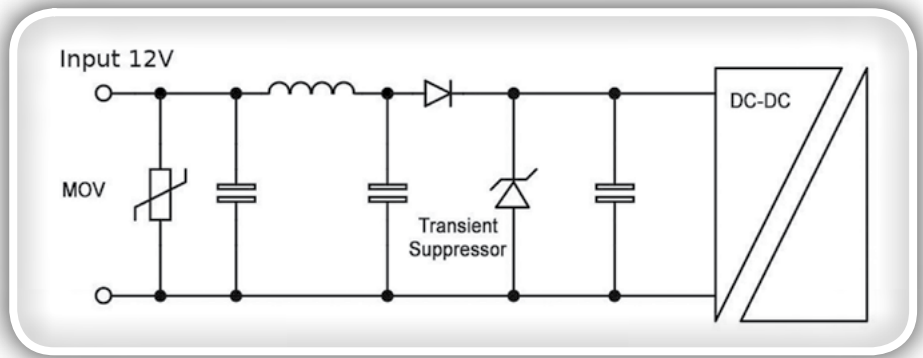 Input 12V
DC-DC
MOV
Transient
Suppressor